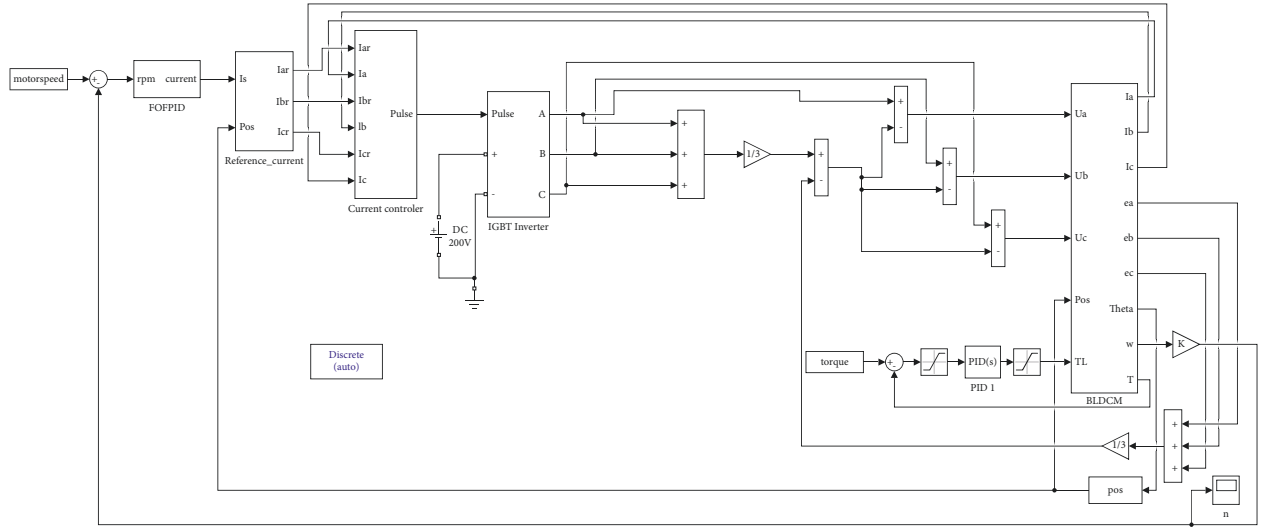 motorspeed
+
-
rpm current
FOFPID
Is
Pos
Iar
Ibr
Icr
Reference_current
Iar
Ia
Ibr
Ib
Icr
Ic
Pulse
Current controler
Pulse
+
-
A
B
C
IGBT Inverter
+
DC
200V
Discrete
(auto)
+
+
+
1/3
+
-
+
-
+
-
+
-
Ua
Ub
Uc
Pos
TL
Ia
Ib
Ic
ea
eb
ec
Theta
w
T
BLDCM
K
torque
+
-
PID(s)
PID 1
+
+
+
1/3
pos
n